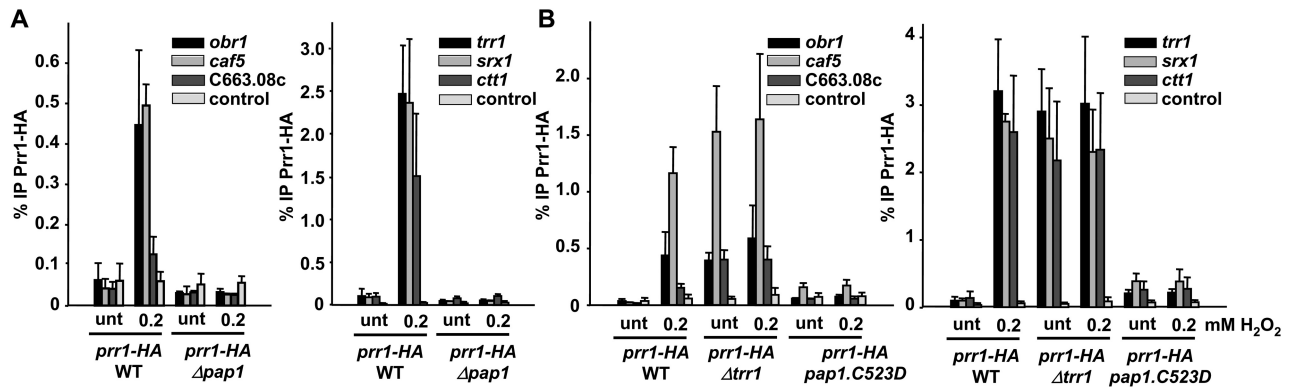 A
% IP Prr1-HA
0.6
0.5
0.4
0.3
0.2
0.1
0
obr1
caf5
C663.08c
control
unt 0.2 unt 0.2
prr1-HA prr1-HA
WT Δpap1
% IP Prr1-HA
3.0
2.5
2.0
1.5
1.0
0.5
0
trr1
srx1
ctt1
control
unt 0.2 unt 0.2
prr1-HA prr1-HA
WT Δpap1
B
% IP Prr1-HA
2.0
1.5
1.0
0.5
0
obr1
caf5
C663.08c
control
unt 0.2 unt 0.2 unt 0.2
prr1-HA prr1-HA prr1-HA
WT Δtrr1 pap1.C523D
% IP Prr1-HA
4
3
2
1
0
trr1
srx1
ctt1
control
unt 0.2 unt 0.2 unt 0.2 mM H₂O₂
prr1-HA prr1-HA prr1-HA
WT Δtrr1 pap1.C523D